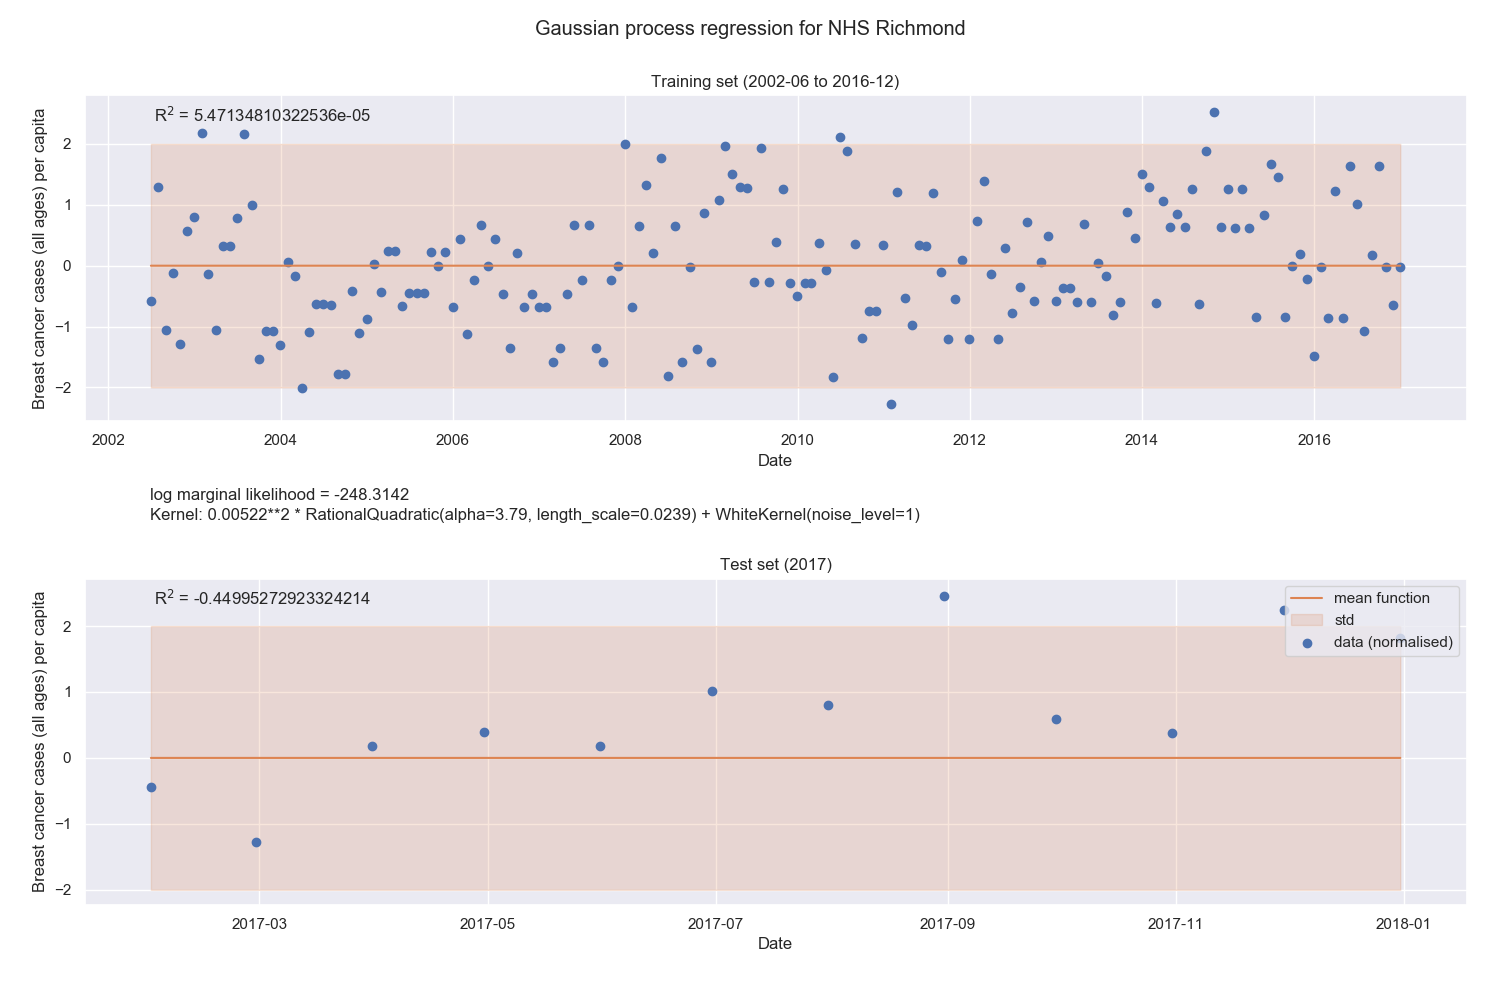 Gaussian process regression for NHS Richmond
Training set (2002-06 to 2016-12)
R² = 5.47134810322536e-05
Breast cancer cases (all ages) per capita
2
1
0
−1
−2
2002 2004 2006 2008 2010 2012 2014 2016
Date
log marginal likelihood = -248.3142
Kernel: 0.00522**2 * RationalQuadratic(alpha=3.79, length_scale=0.0239) + WhiteKernel(noise_level=1)
Test set (2017)
R² = -0.44995272923324214
mean function
std
data (normalised)
Breast cancer cases (all ages) per capita
2
1
0
−1
−2
2017-03 2017-05 2017-07 2017-09 2017-11 2018-01
Date